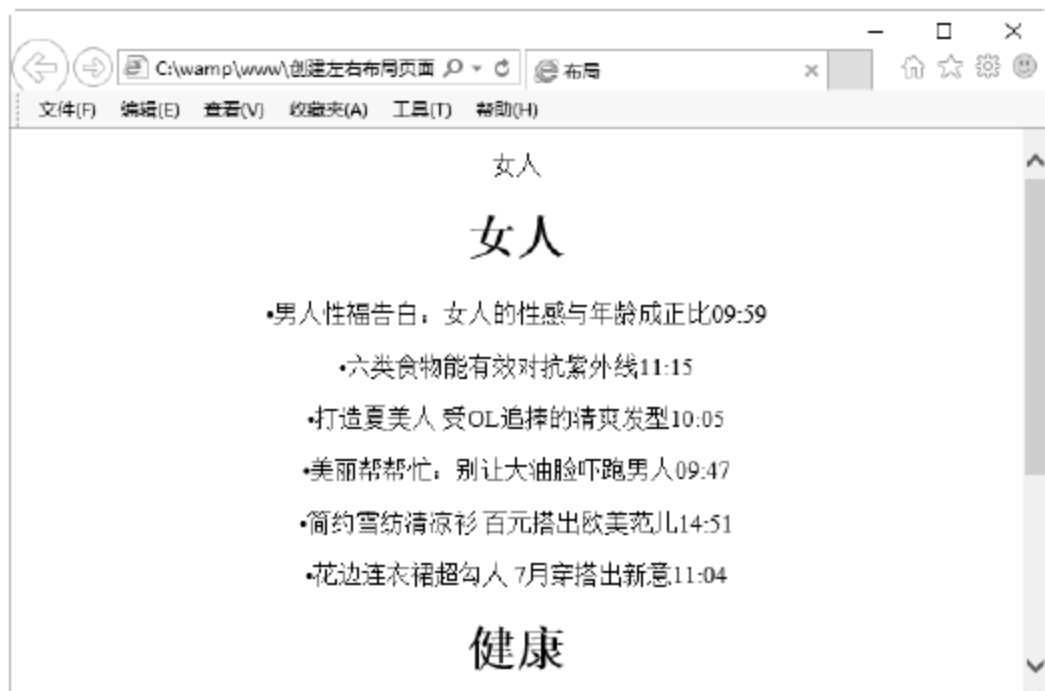 C:\wamp\www\创建左右布局页面 布局
文件(F) 编辑(E) 查看(V) 收藏夹(A) 工具(T) 帮助(H)
女人
女人
•男人性福告白：女人的性感与年龄成正比09:59
•六类食物能有效对抗紫外线11:15
•打造夏美人 受OL追捧的清爽发型10:05
•美丽帮帮忙：别让大油脸吓跑男人09:47
•简约雪纺清凉衫 百元搭出欧美范儿14:51
•花边连衣裙超勾人 7月穿搭出新意11:04
健康